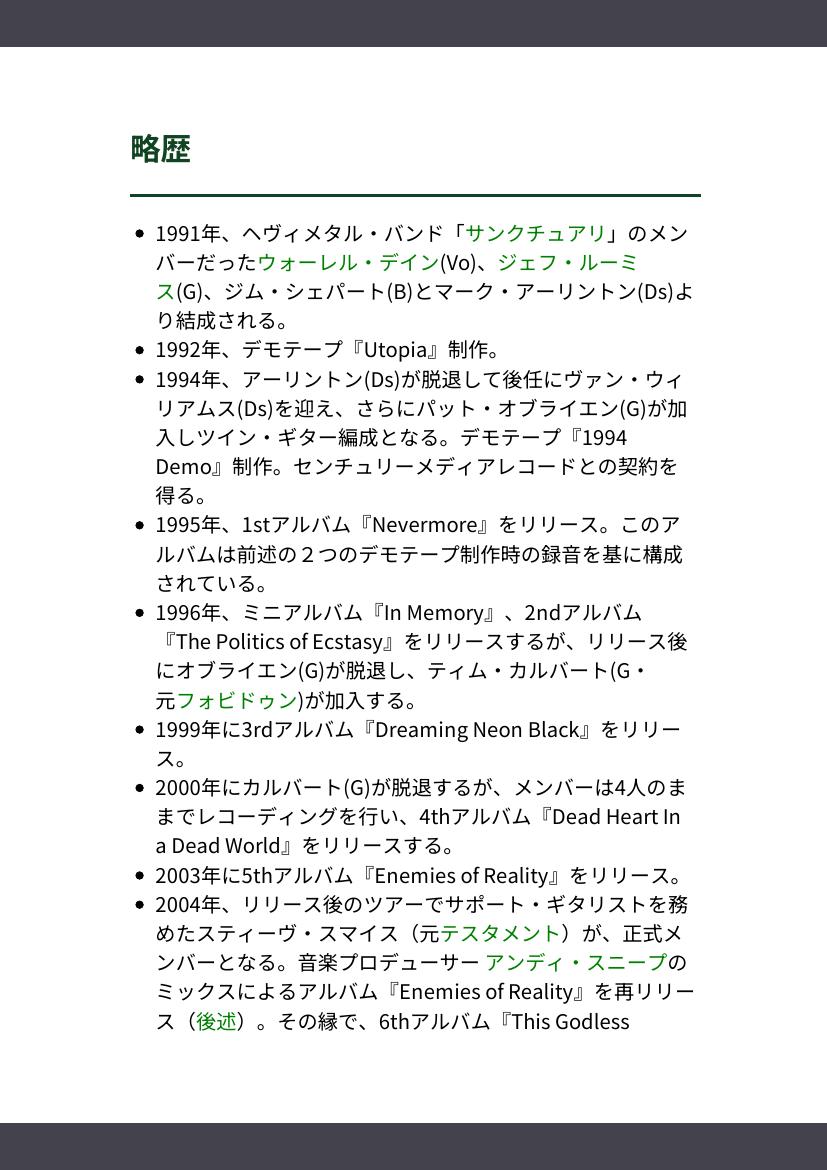 略歴
• 1991年、ヘヴィメタル・バンド「サンクチュアリ」のメン
バーだったウォーレル・デイン(Vo)、ジェフ・ルーミ
ス(G)、ジム・シェパート(B)とマーク・アーリントン(Ds)よ
り結成される。
• 1992年、デモテープ『Utopia』制作。
• 1994年、アーリントン(Ds)が脱退して後任にヴァン・ウィ
リアムス(Ds)を迎え、さらにパット・オブライエン(G)が加
入しツイン・ギター編成となる。デモテープ『1994
Demo』制作。センチュリーメディアレコードとの契約を
得る。
• 1995年、1stアルバム『Nevermore』をリリース。このア
ルバムは前述の２つのデモテープ制作時の録音を基に構成
されている。
• 1996年、ミニアルバム『In Memory』、2ndアルバム
『The Politics of Ecstasy』をリリースするが、リリース後
にオブライエン(G)が脱退し、ティム・カルバート(G・
元フォビドゥン)が加入する。
• 1999年に3rdアルバム『Dreaming Neon Black』をリリー
ス。
• 2000年にカルバート(G)が脱退するが、メンバーは4人のま
までレコーディングを行い、4thアルバム『Dead Heart In
a Dead World』をリリースする。
• 2003年に5thアルバム『Enemies of Reality』をリリース。
• 2004年、リリース後のツアーでサポート・ギタリストを務
めたスティーヴ・スマイス（元テスタメント）が、正式メ
ンバーとなる。音楽プロデューサー アンディ・スニープの
ミックスによるアルバム『Enemies of Reality』を再リリー
ス（後述）。その縁で、6thアルバム『This Godless